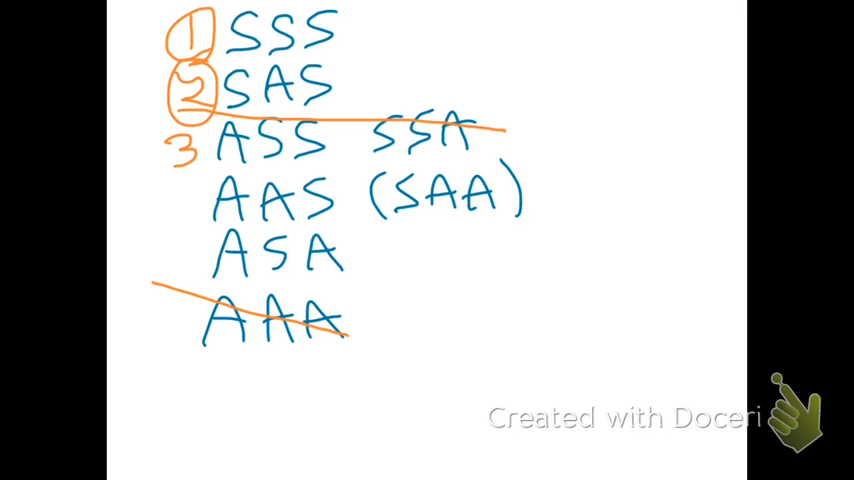 1 SSS
2 SAS
3 ASS SSA
AAS (SAA)
ASA
AAA
Created with Doceri